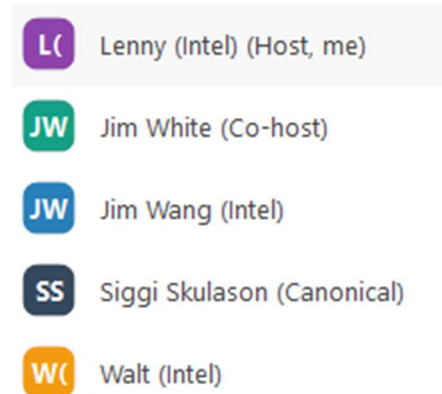 L( Lenny (Intel) (Host, me)
JW Jim White (Co-host)
JW Jim Wang (Intel)
SS Siggi Skulason (Canonical)
W( Walt (Intel)